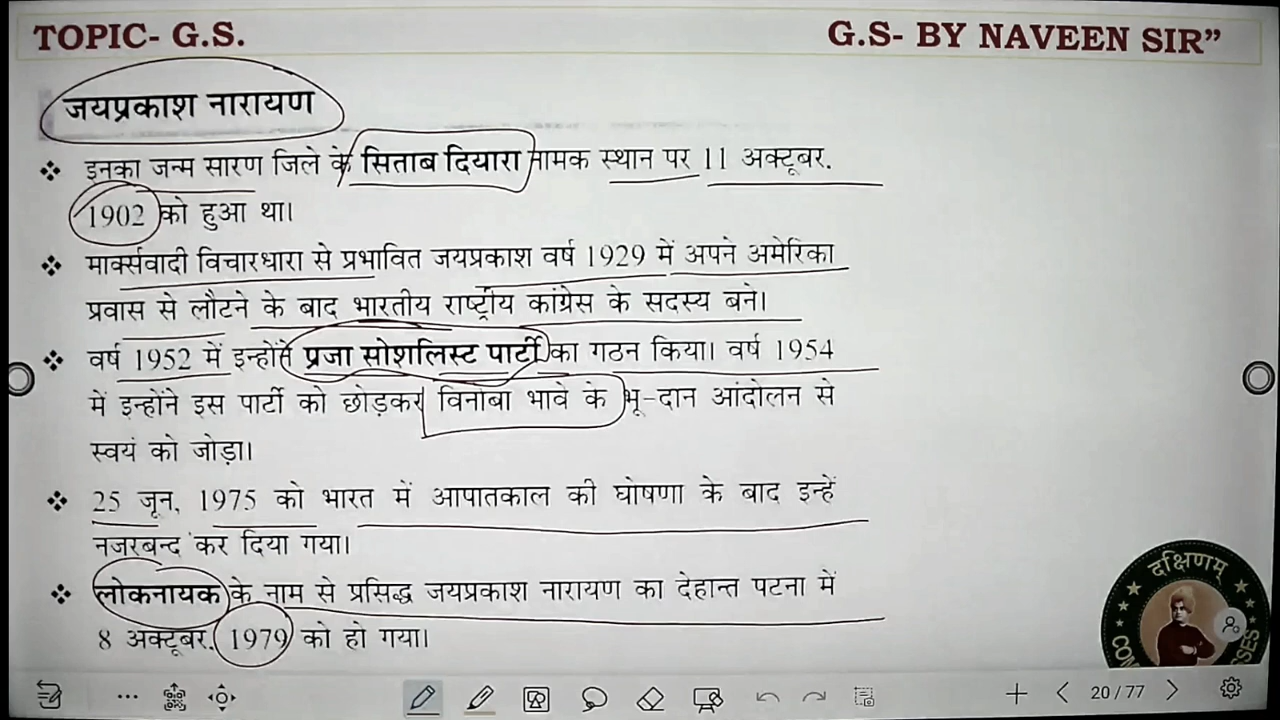 TOPIC- G.S.
G.S- BY NAVEEN SIR”
जयप्रकाश नारायण
❖ इनका जन्म सारण जिले के सिताब दियारा नामक स्थान पर 11 अक्टूबर,
1902 को हुआ था।
❖ मार्क्सवादी विचारधारा से प्रभावित जयप्रकाश वर्ष 1929 में अपने अमेरिका
प्रवास से लौटने के बाद भारतीय राष्ट्रीय कांग्रेस के सदस्य बने।
❖ वर्ष 1952 में इन्होंने प्रजा सोशलिस्ट पार्टी का गठन किया। वर्ष 1954
में इन्होंने इस पार्टी को छोड़कर विनोबा भावे के भू-दान आंदोलन से
स्वयं को जोड़ा।
❖ 25 जून, 1975 को भारत में आपातकाल की घोषणा के बाद इन्हें
नजरबन्द कर दिया गया।
❖ लोकनायक के नाम से प्रसिद्ध जयप्रकाश नारायण का देहान्त पटना में
8 अक्टूबर, 1979 को हो गया।
दक्षिणम्
20 / 77